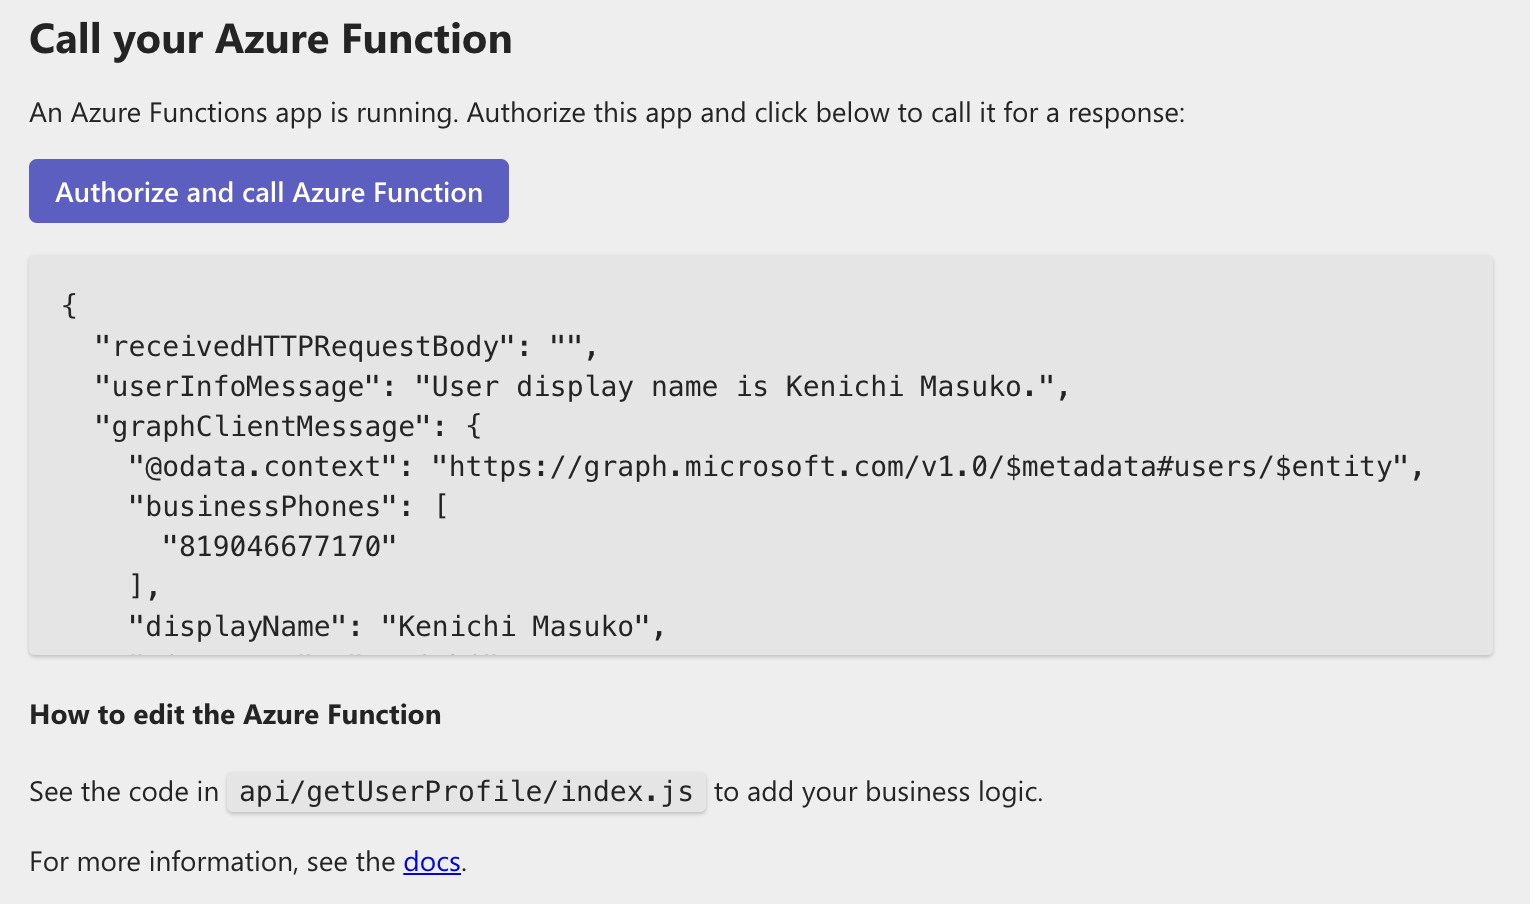 Call your Azure Function
An Azure Functions app is running. Authorize this app and click below to call it for a response:
Authorize and call Azure Function
{
  "receivedHTTPRequestBody": "",
  "userInfoMessage": "User display name is Kenichi Masuko.",
  "graphClientMessage": {
    "@odata.context": "https://graph.microsoft.com/v1.0/$metadata#users/$entity",
    "businessPhones": [
      "819046677170"
    ],
    "displayName": "Kenichi Masuko",
How to edit the Azure Function
See the code in api/getUserProfile/index.js to add your business logic.
For more information, see the docs.